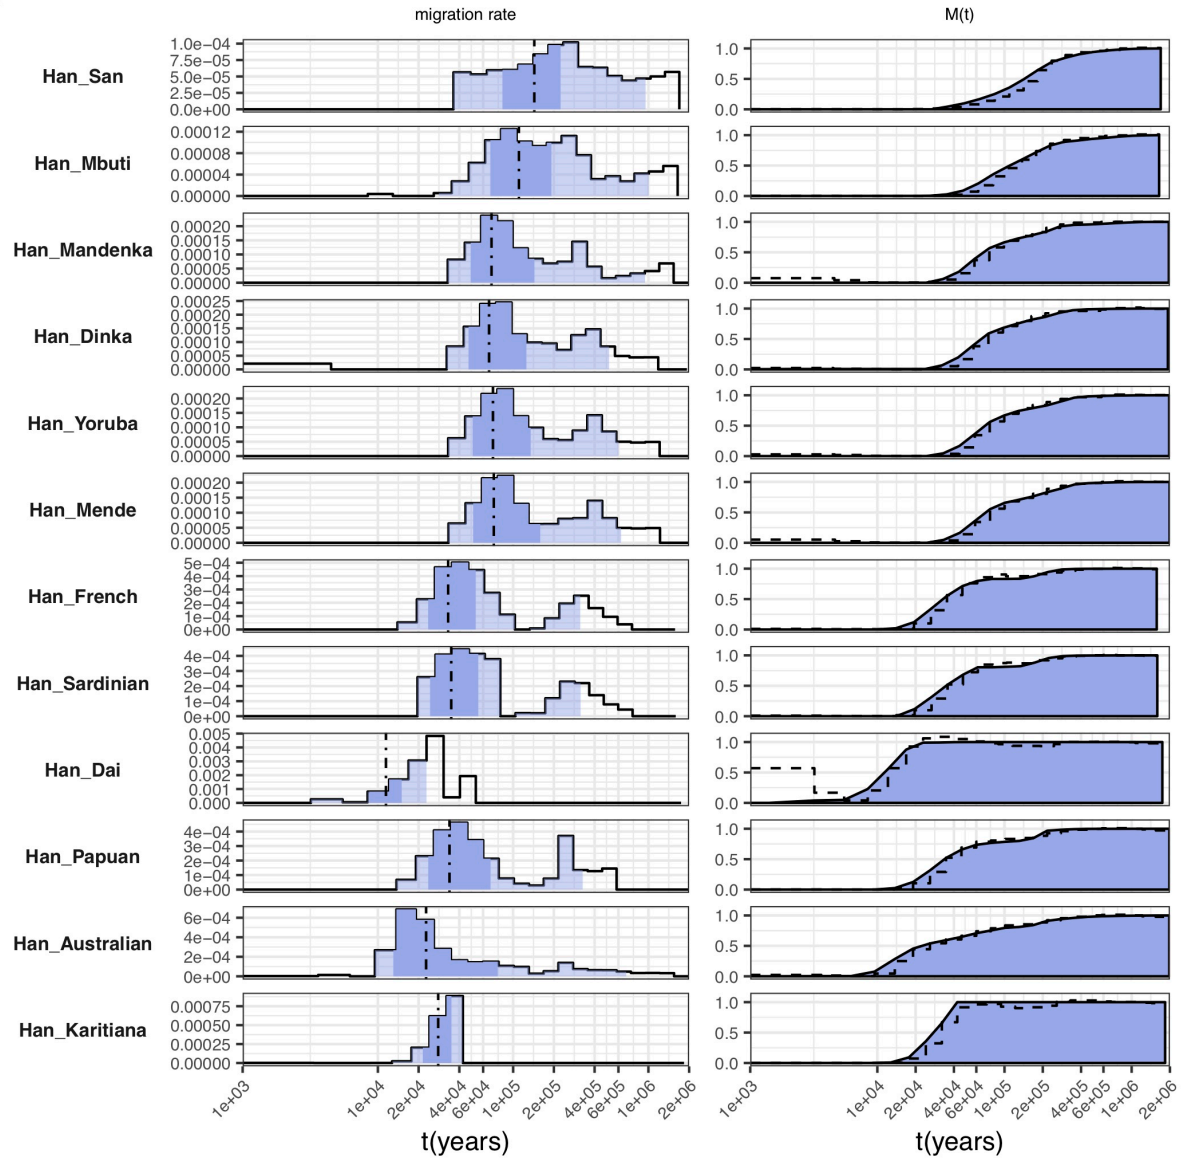 migration rate M(t)
Han_San
1.0e−04
7.5e−05
5.0e−05
2.5e−05
0.0e+00
1.0
0.5
0.0
Han_Mbuti
0.00012
0.00008
0.00004
0.00000
1.0
0.5
0.0
Han_Mandenka
0.00020
0.00015
0.00010
0.00005
0.00000
1.0
0.5
0.0
Han_Dinka
0.00025
0.00020
0.00015
0.00010
0.00005
0.00000
1.0
0.5
0.0
Han_Yoruba
0.00020
0.00015
0.00010
0.00005
0.00000
1.0
0.5
0.0
Han_Mende
0.00020
0.00015
0.00010
0.00005
0.00000
1.0
0.5
0.0
Han_French
5e−04
4e−04
3e−04
2e−04
1e−04
0e+00
1.0
0.5
0.0
Han_Sardinian
4e−04
3e−04
2e−04
1e−04
0e+00
1.0
0.5
0.0
Han_Dai
0.005
0.004
0.003
0.002
0.001
0.000
1.0
0.5
0.0
Han_Papuan
4e−04
3e−04
2e−04
1e−04
0e+00
1.0
0.5
0.0
Han_Australian
6e−04
4e−04
2e−04
0e+00
1.0
0.5
0.0
Han_Karitiana
0.00075
0.00050
0.00025
0.00000
1.0
0.5
0.0
1e+03 1e+04 2e+04 4e+04 6e+04 1e+05 2e+05 4e+05 6e+05 1e+06 2e+06
1e+03 1e+04 2e+04 4e+04 6e+04 1e+05 2e+05 4e+05 6e+05 1e+06 2e+06
t(years) t(years)